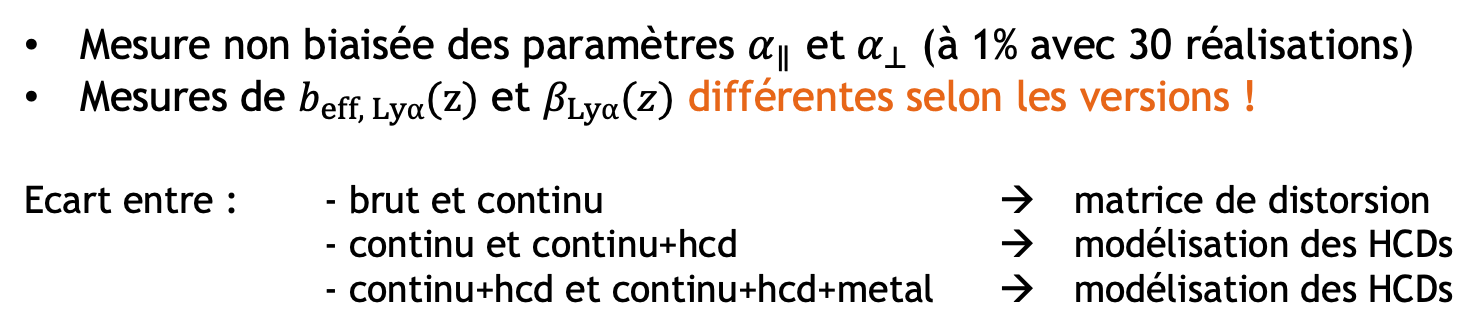 • Mesure non biaisée des paramètres α∥ et α⊥ (à 1% avec 30 réalisations)
• Mesures de b_eff, Lyα(z) et β_Lyα(z) différentes selon les versions !
Ecart entre : - brut et continu → matrice de distorsion
- continu et continu+hcd → modélisation des HCDs
- continu+hcd et continu+hcd+metal → modélisation des HCDs